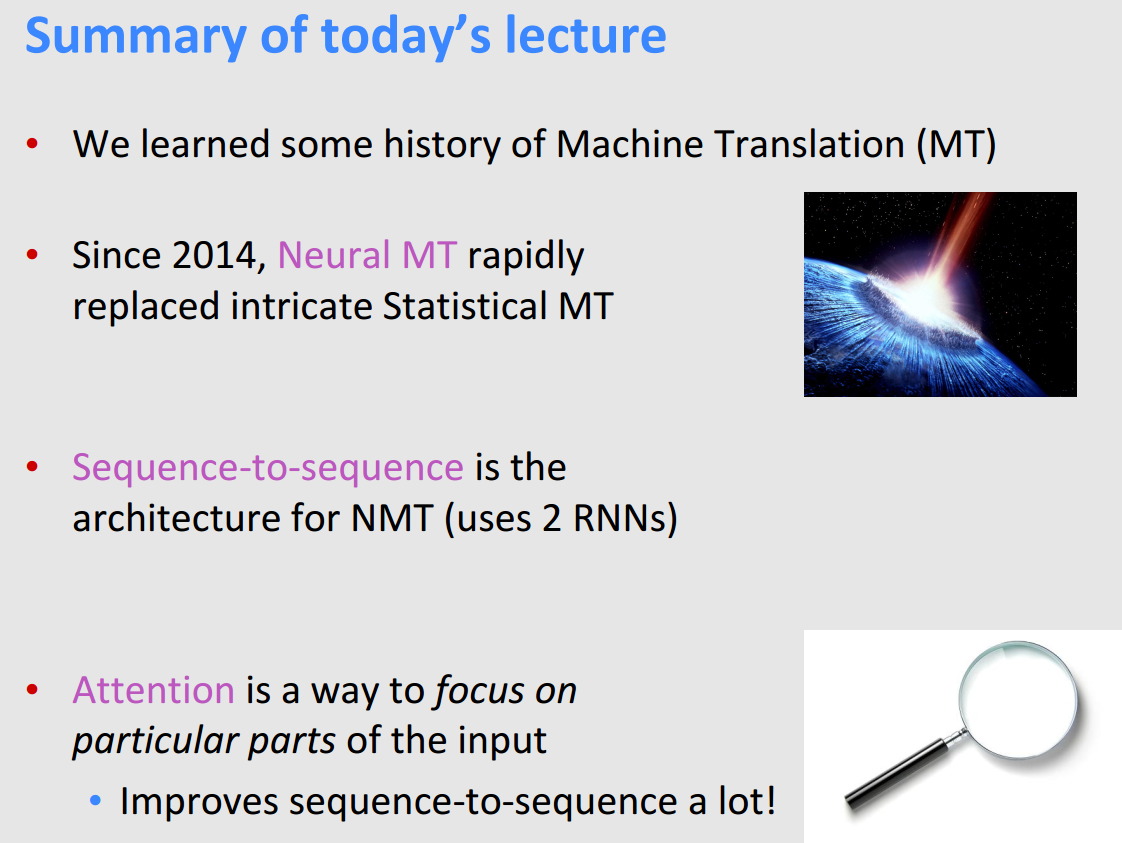 Summary of today’s lecture
• We learned some history of Machine Translation (MT)
• Since 2014, Neural MT rapidly
replaced intricate Statistical MT
• Sequence-to-sequence is the
architecture for NMT (uses 2 RNNs)
• Attention is a way to focus on
particular parts of the input
• Improves sequence-to-sequence a lot!